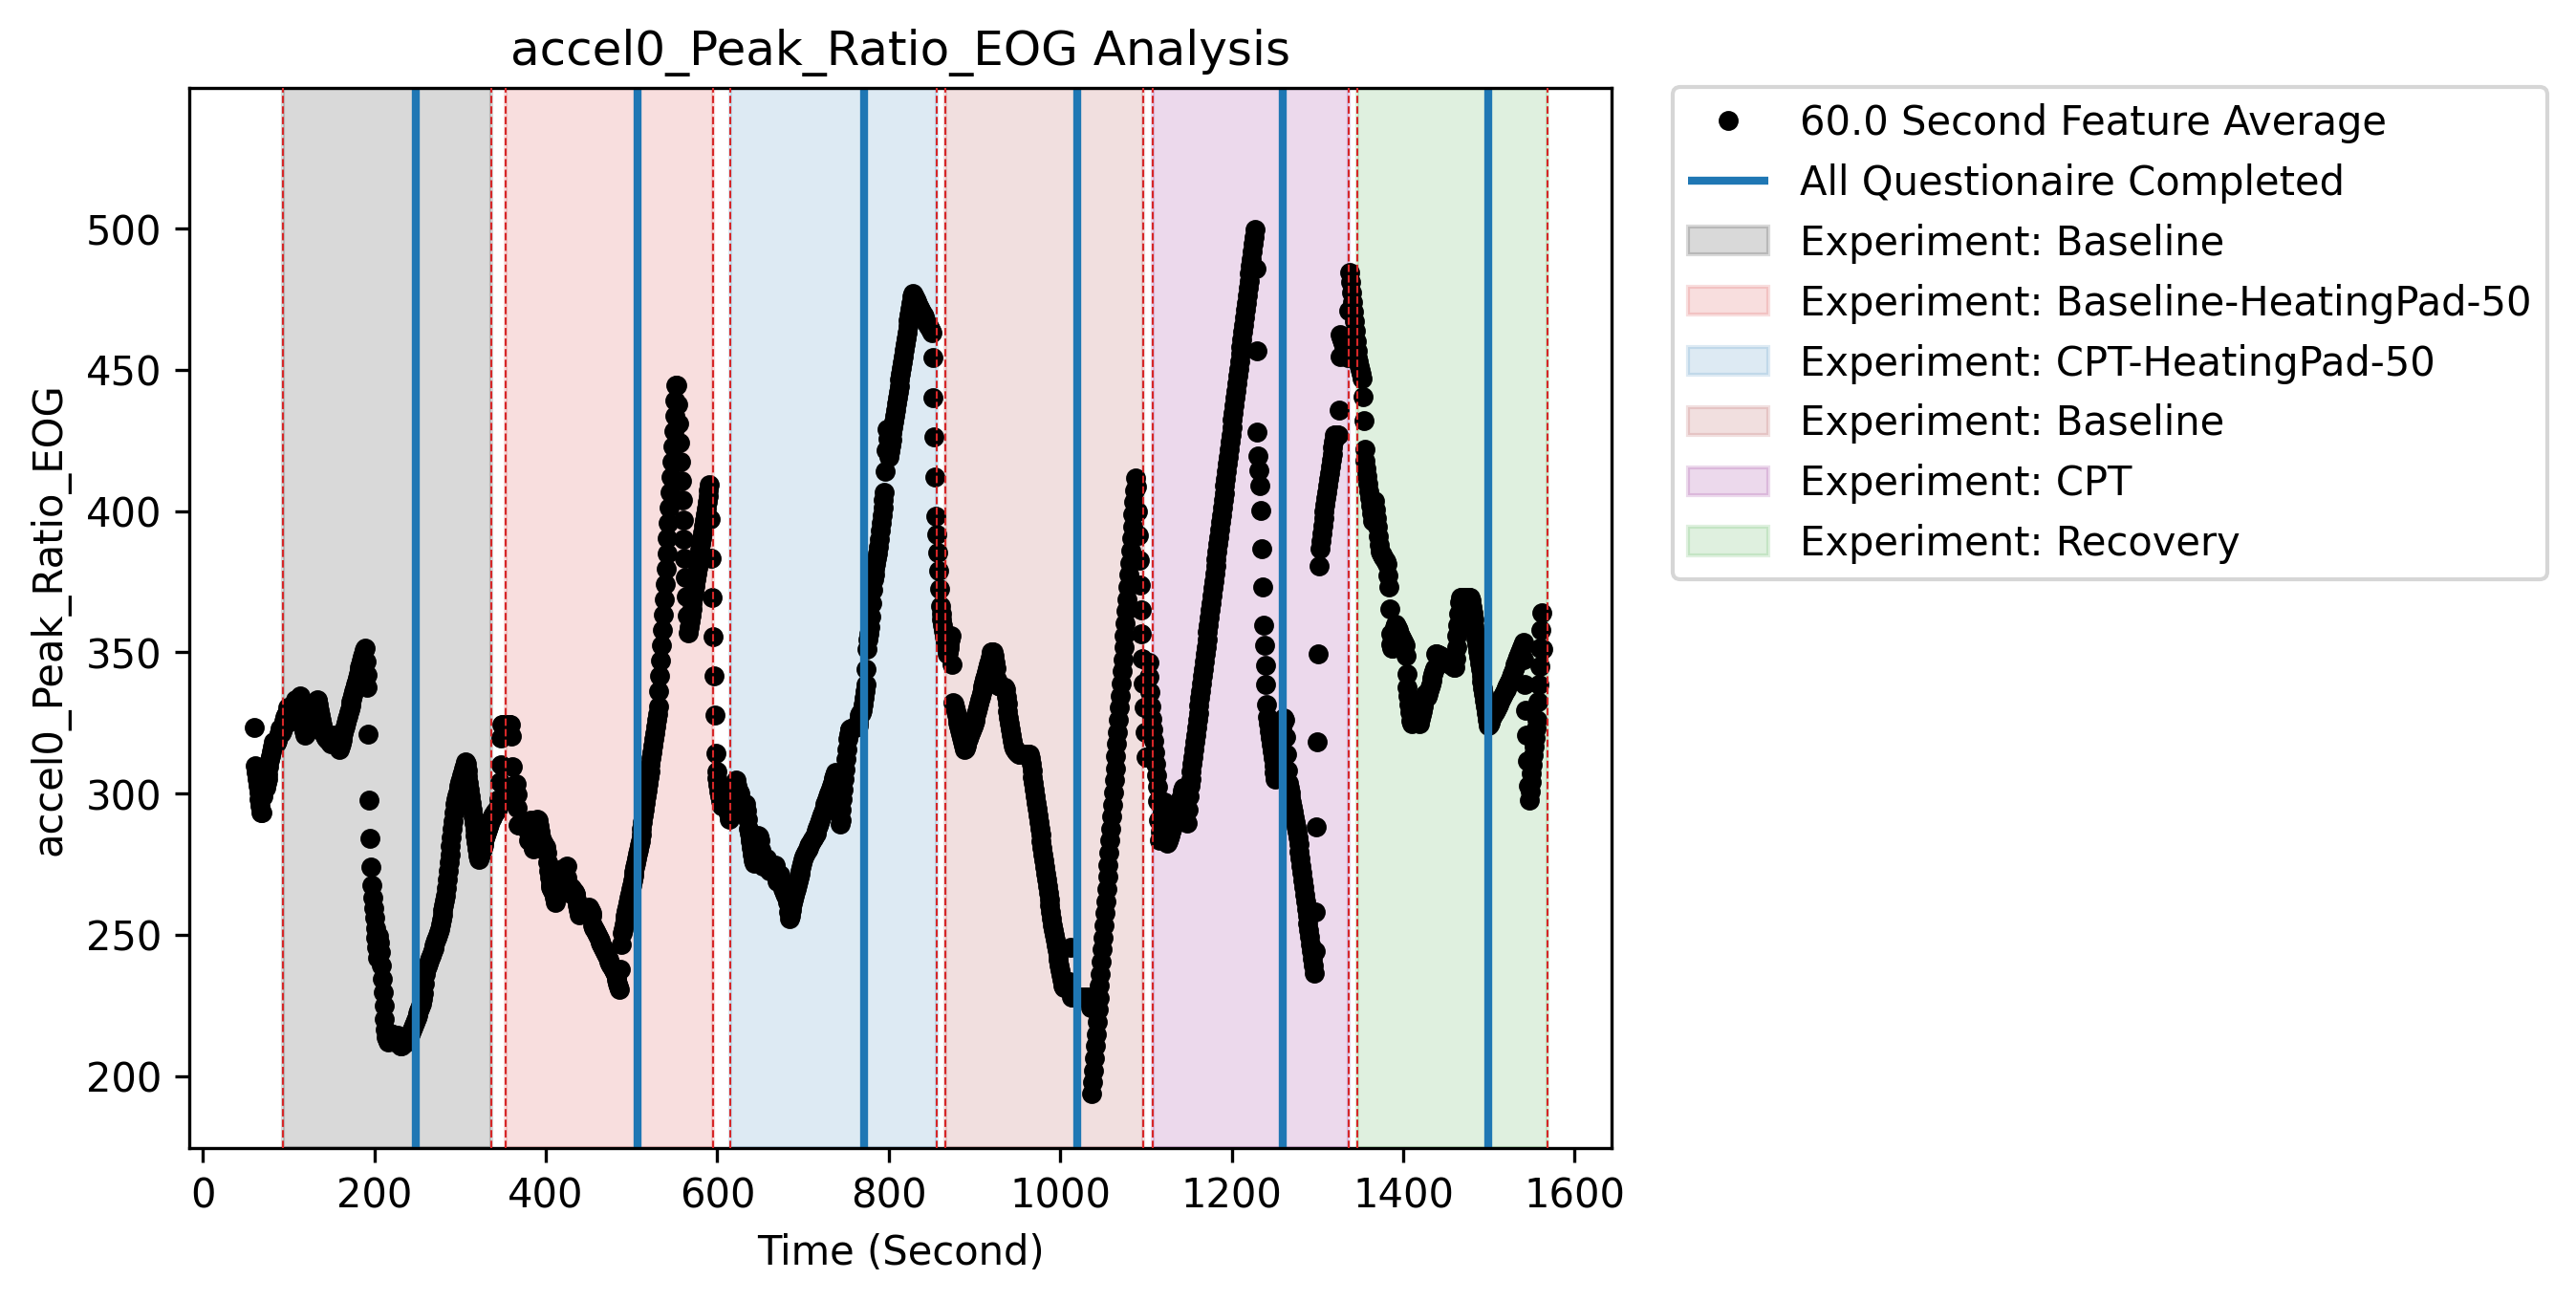 accel0_Peak_Ratio_EOG Analysis
accel0_Peak_Ratio_EOG
500
450
400
350
300
250
200
0 200 400 600 800 1000 1200 1400 1600
Time (Second)
60.0 Second Feature Average
All Questionaire Completed
Experiment: Baseline
Experiment: Baseline-HeatingPad-50
Experiment: CPT-HeatingPad-50
Experiment: Baseline
Experiment: CPT
Experiment: Recovery